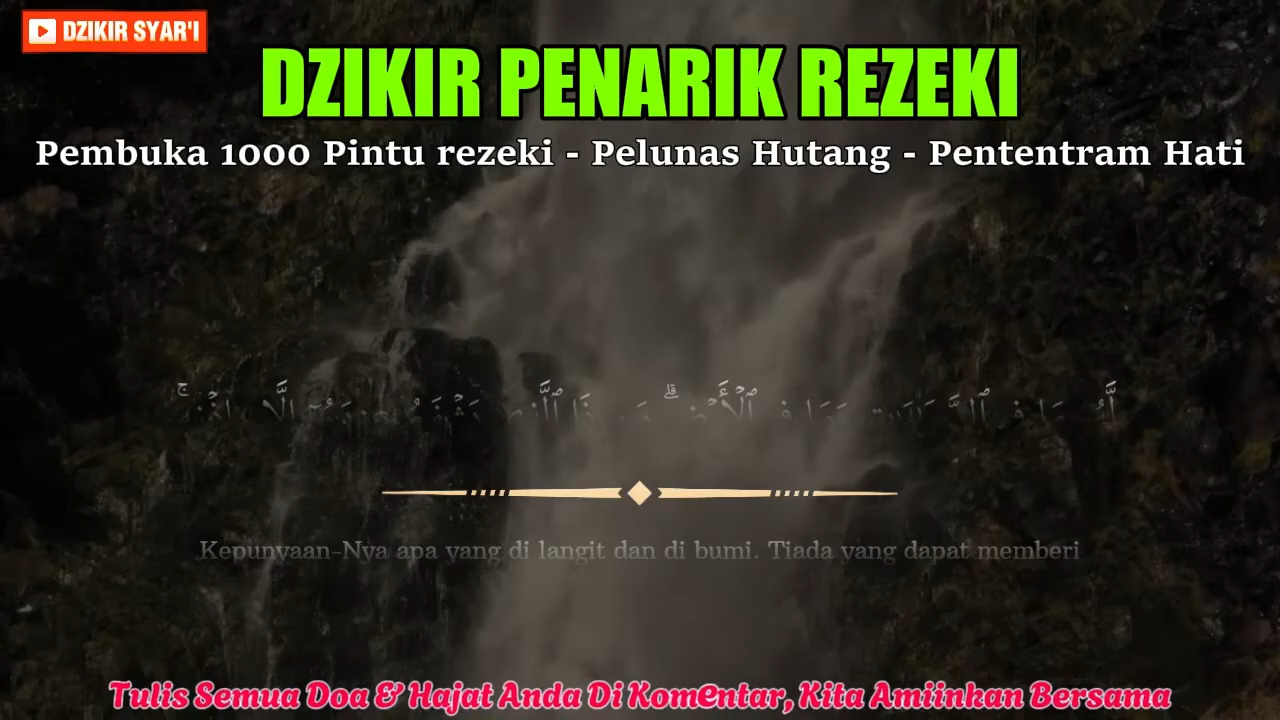 DZIKIR SYAR'I
DZIKIR PENARIK REZEKI
Pembuka 1000 Pintu rezeki - Pelunas Hutang - Pententram Hati
Kepunyaan-Nya apa yang di langit dan di bumi. Tiada yang dapat memberi
Tulis Semua Doa & Hajat Anda Di Komentar, Kita Amiinkan Bersama